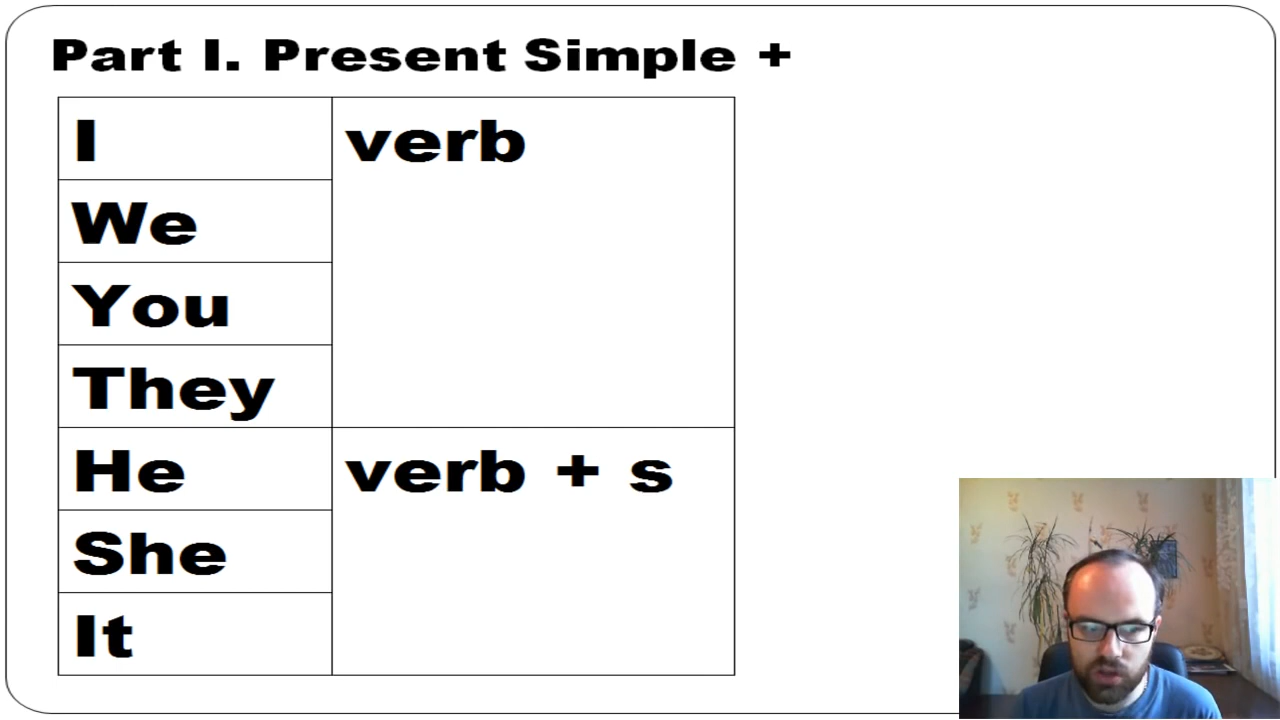 Part I. Present Simple +
I
verb
We
You
They
He
verb + s
She
It